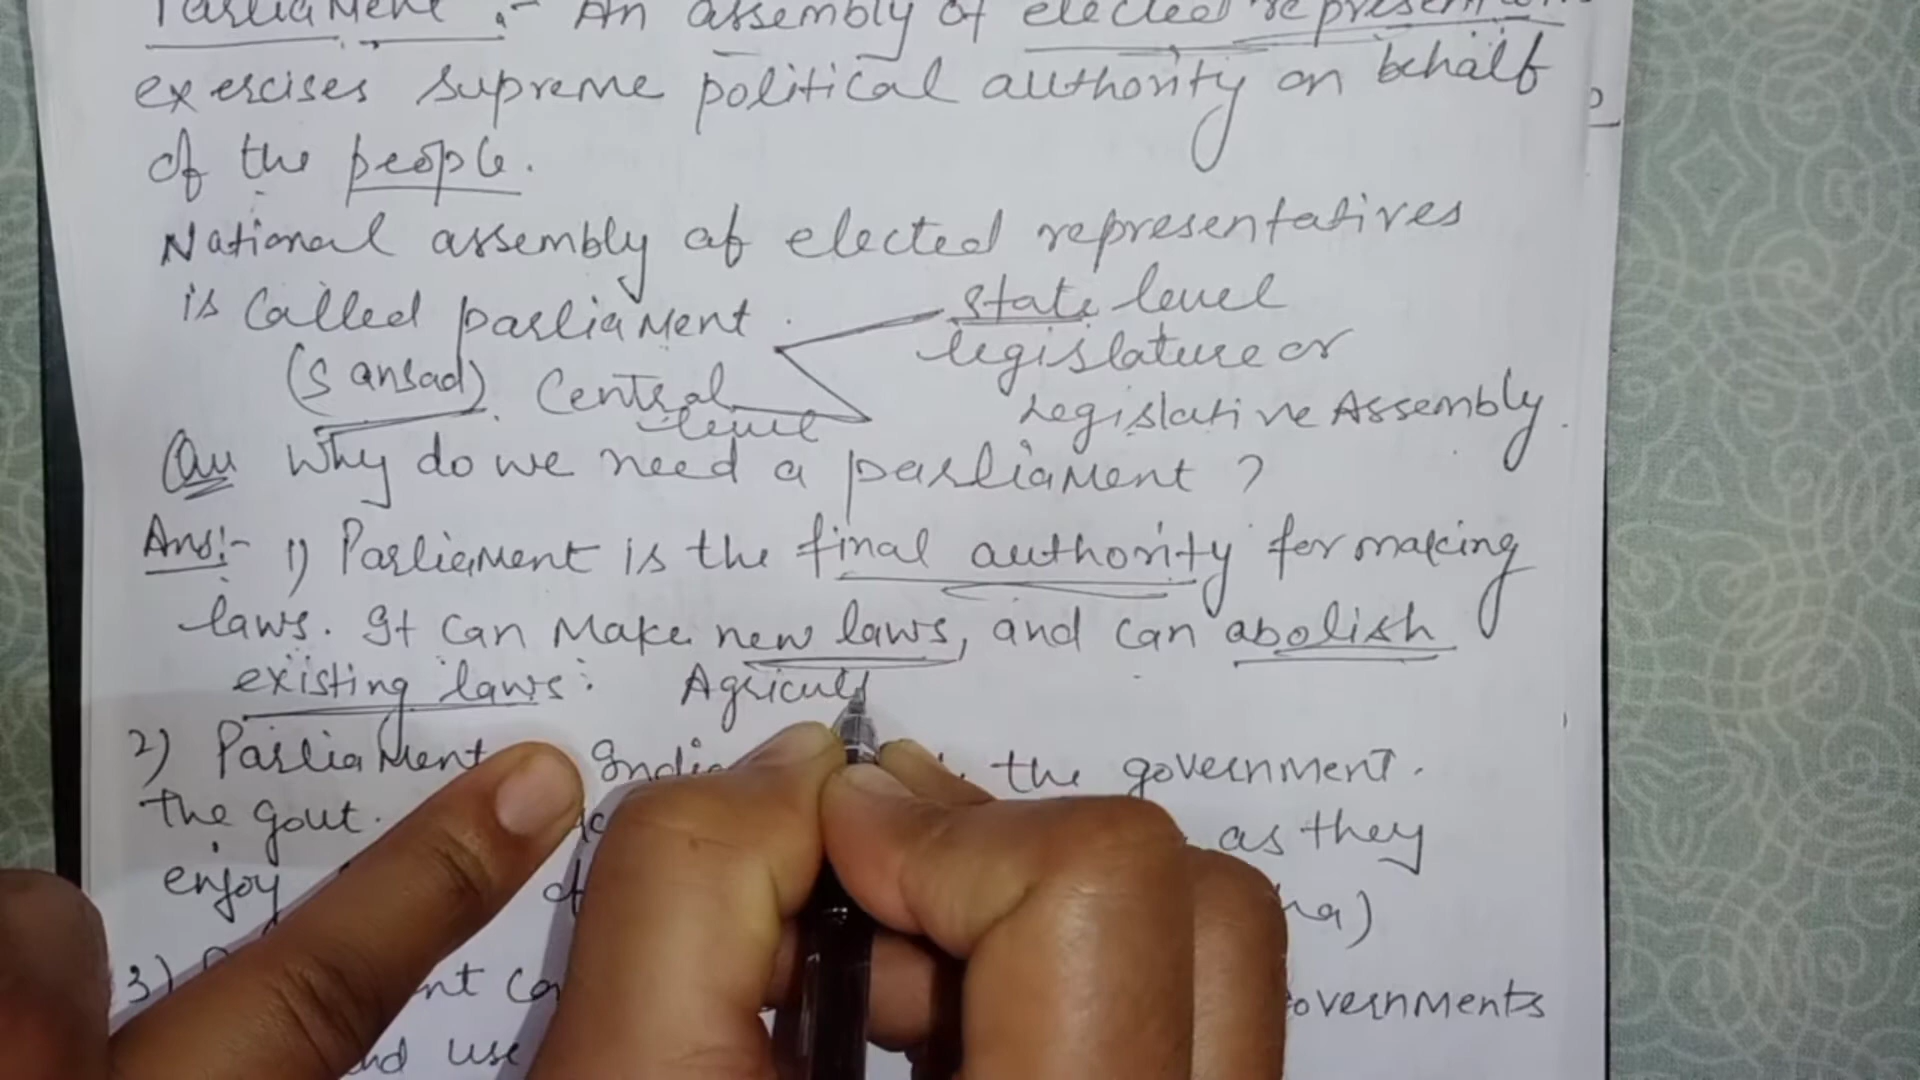 Parliament :- An assembly of elected
exercises supreme political authority on behalf
of the people.
National assembly of elected representatives
is Called parliament.
State level
legislature or
Legislative Assembly.
(Sansad). Central
level
Qu Why do we need a parliament ?
Ans:- 1) Parliament is the final authority for making
laws. It can Make new laws, and can abolish
existing laws: Agricult
2) Parliament the government.
the govt. as they
enjoy
3)
overnments
use